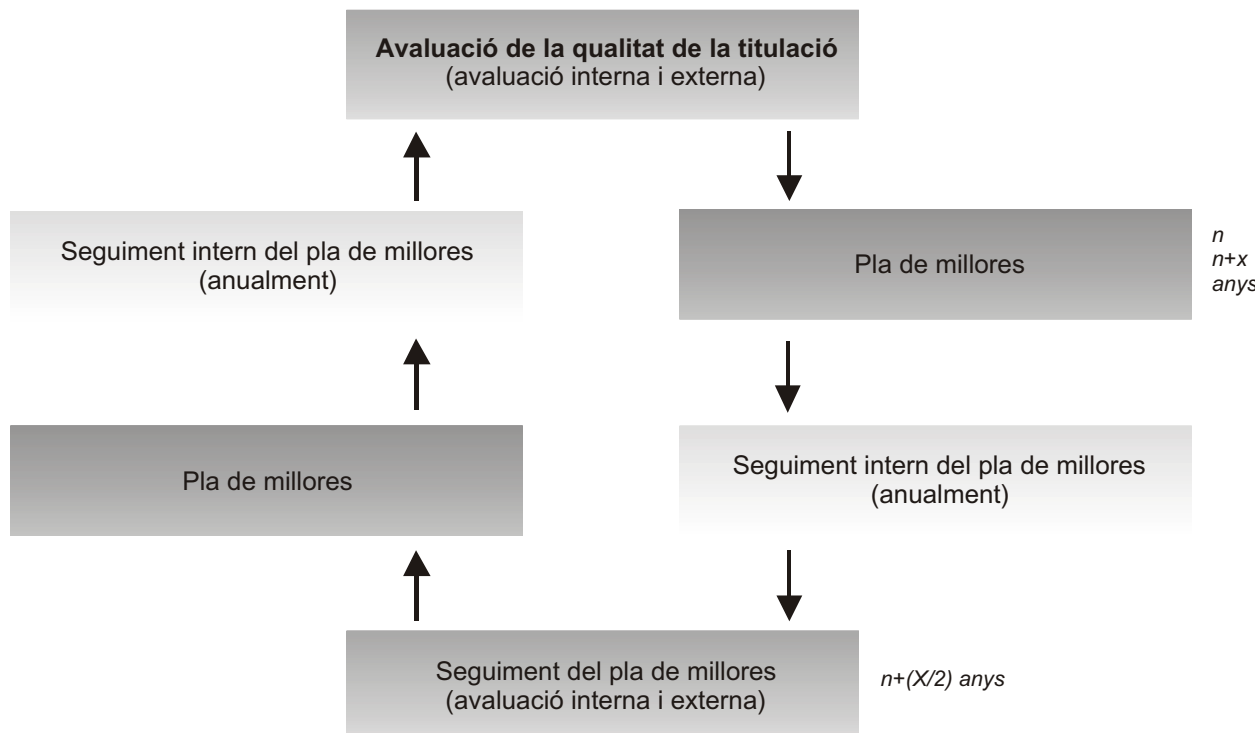 Avaluació de la qualitat de la titulació
(avaluació interna i externa)
Seguiment intern del pla de millores
(anualment)
Pla de millores
n
n+x
anys
Pla de millores
Seguiment intern del pla de millores
(anualment)
Seguiment del pla de millores
(avaluació interna i externa)
n+(X/2) anys